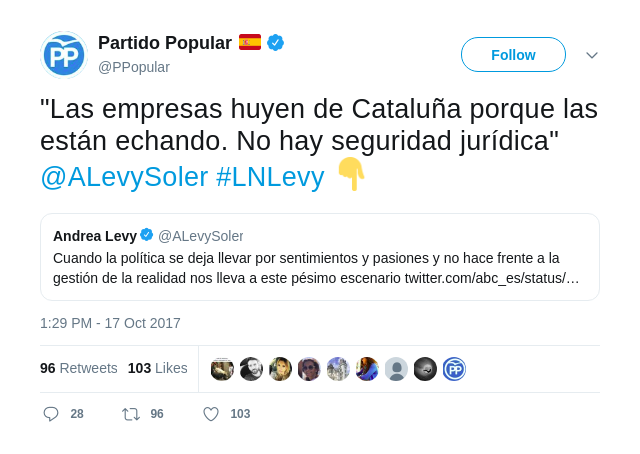 Partido Popular
@PPopular
Follow
"Las empresas huyen de Cataluña porque las
están echando. No hay seguridad jurídica"
@ALevySoler #LNLevy
Andrea Levy @ALevySoler
Cuando la política se deja llevar por sentimientos y pasiones y no hace frente a la
gestión de la realidad nos lleva a este pésimo escenario twitter.com/abc_es/status/…
1:29 PM - 17 Oct 2017
96 Retweets 103 Likes
28 96 103